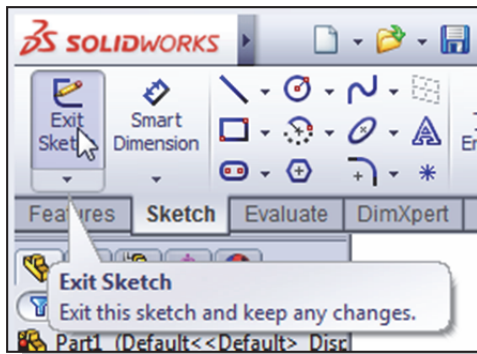 SOLIDWORKS
Exit
Sketch
Smart
Dimension
Features
Sketch
Evaluate
DimXpert
Exit Sketch
Exit this sketch and keep any changes.
Part1 (Default<<Default>